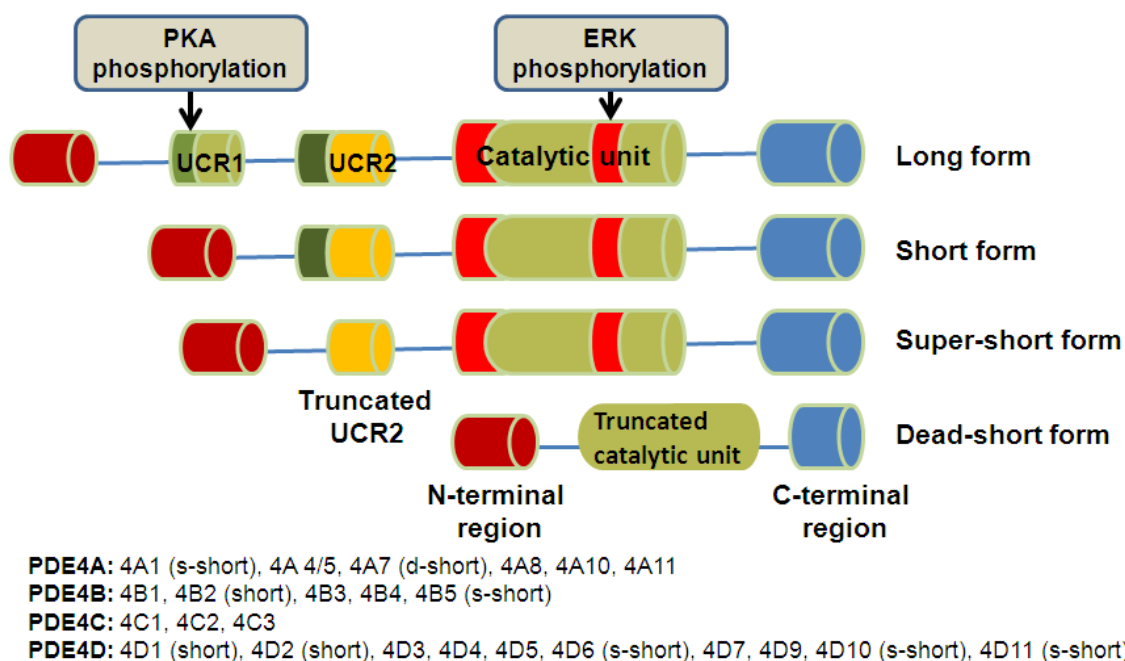 PKA
phosphorylation
ERK
phosphorylation
UCR1
UCR2
Catalytic unit
Long form
Short form
Super-short form
Truncated
UCR2
Truncated
catalytic unit
Dead-short form
N-terminal
region
C-terminal
region
PDE4A: 4A1 (s-short), 4A 4/5, 4A7 (d-short), 4A8, 4A10, 4A11
PDE4B: 4B1, 4B2 (short), 4B3, 4B4, 4B5 (s-short)
PDE4C: 4C1, 4C2, 4C3
PDE4D: 4D1 (short), 4D2 (short), 4D3, 4D4, 4D5, 4D6 (s-short), 4D7, 4D9, 4D10 (s-short), 4D11 (s-short)